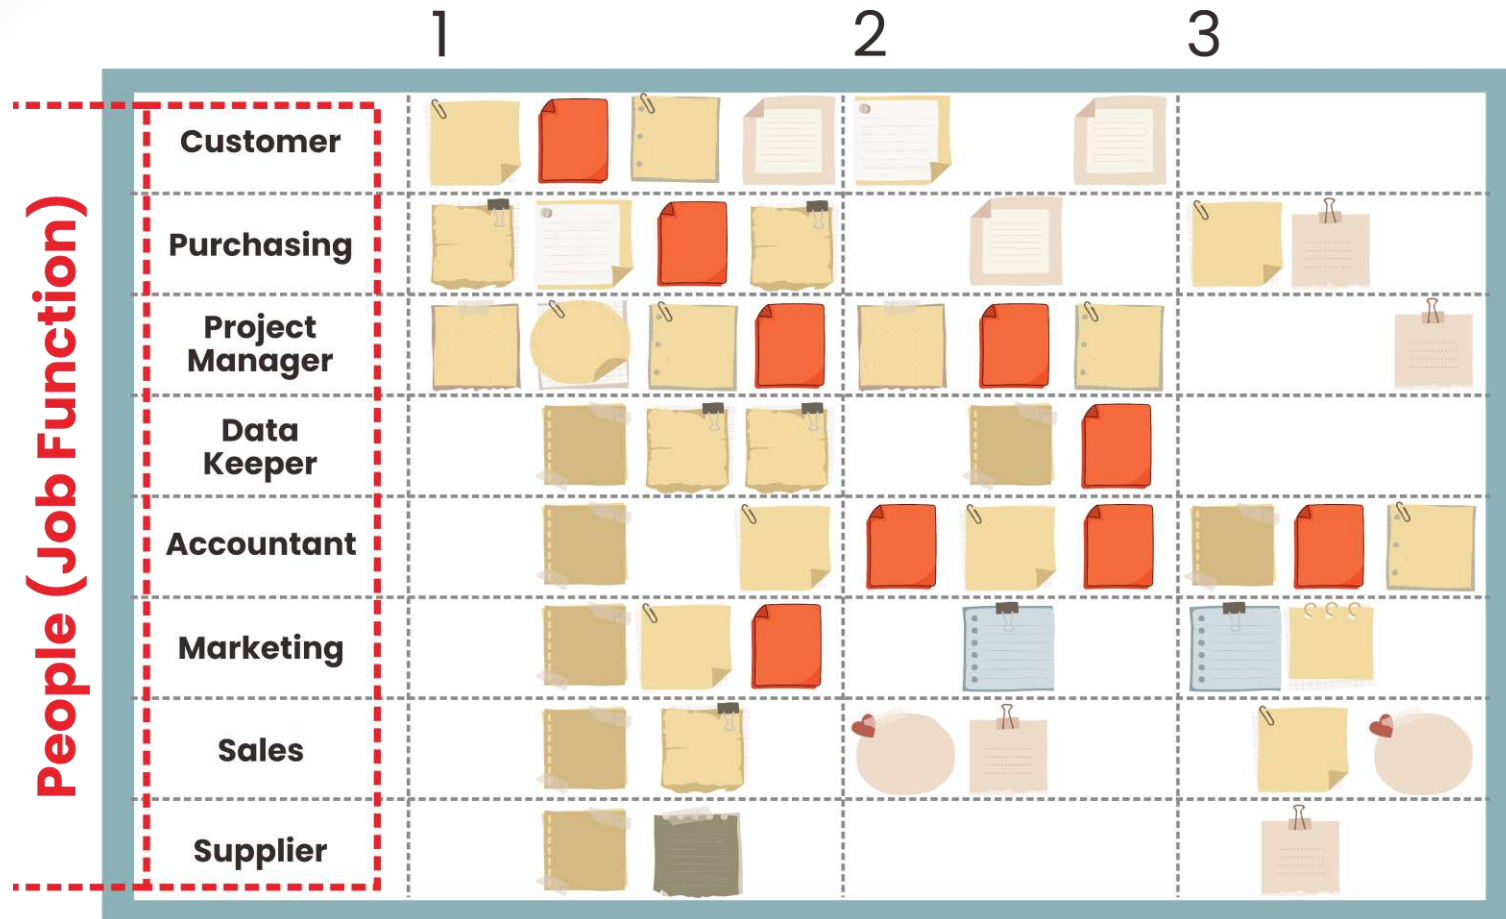 1
2
3
People (Job Function)
Customer
Purchasing
Project
Manager
Data
Keeper
Accountant
Marketing
Sales
Supplier